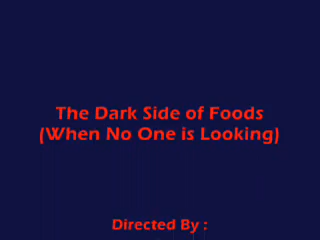 The Dark Side of Foods
(When No One is Looking)
Directed By :